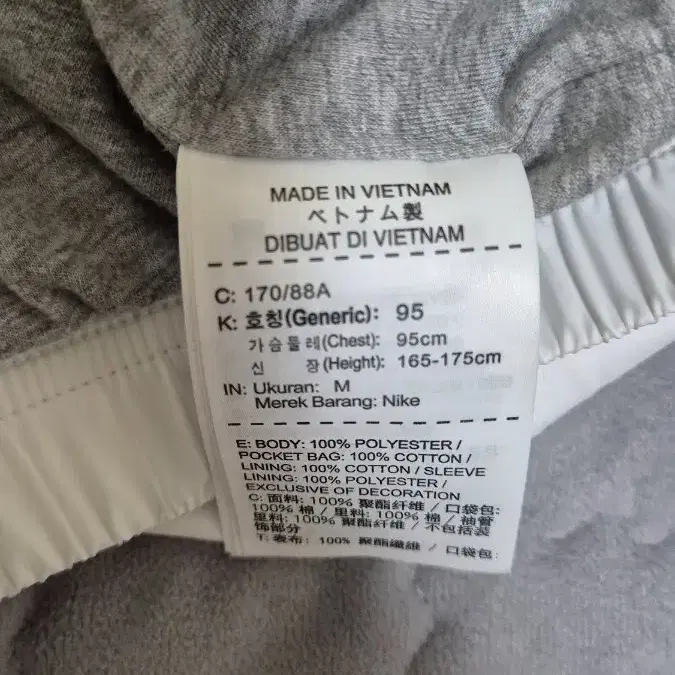 MADE IN VIETNAM
ベトナム製
DIBUAT DI VIETNAM
C: 170/88A
K: 호칭(Generic): 95
가슴둘레(Chest): 95cm
신 장(Height): 165-175cm
IN: Ukuran: M
Merek Barang: Nike
E: BODY: 100% POLYESTER /
POCKET BAG: 100% COTTON /
LINING: 100% COTTON / SLEEVE
LINING: 100% POLYESTER /
EXCLUSIVE OF DECORATION
C: 面料: 100% 聚酯纤维 / 口袋包:
100% 棉 / 里料: 100% 棉 / 袖管
里料: 100% 聚酯纤维 / 不包括装
饰部分
T: 表布: 100% 聚酯纖維 / 口袋包: